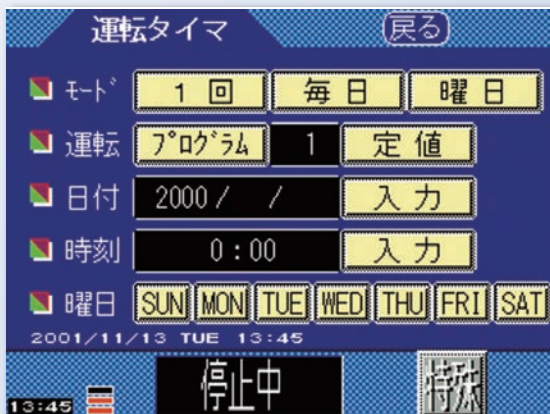 運転タイマ 戻る
モード 1回 毎日 曜日
運転 プログラム 1 定値
日付 2000/ / 入力
時刻 0:00 入力
曜日 SUN MON TUE WED THU FRI SAT
2001/11/13 TUE 13:45
13:45 停止中 特殊